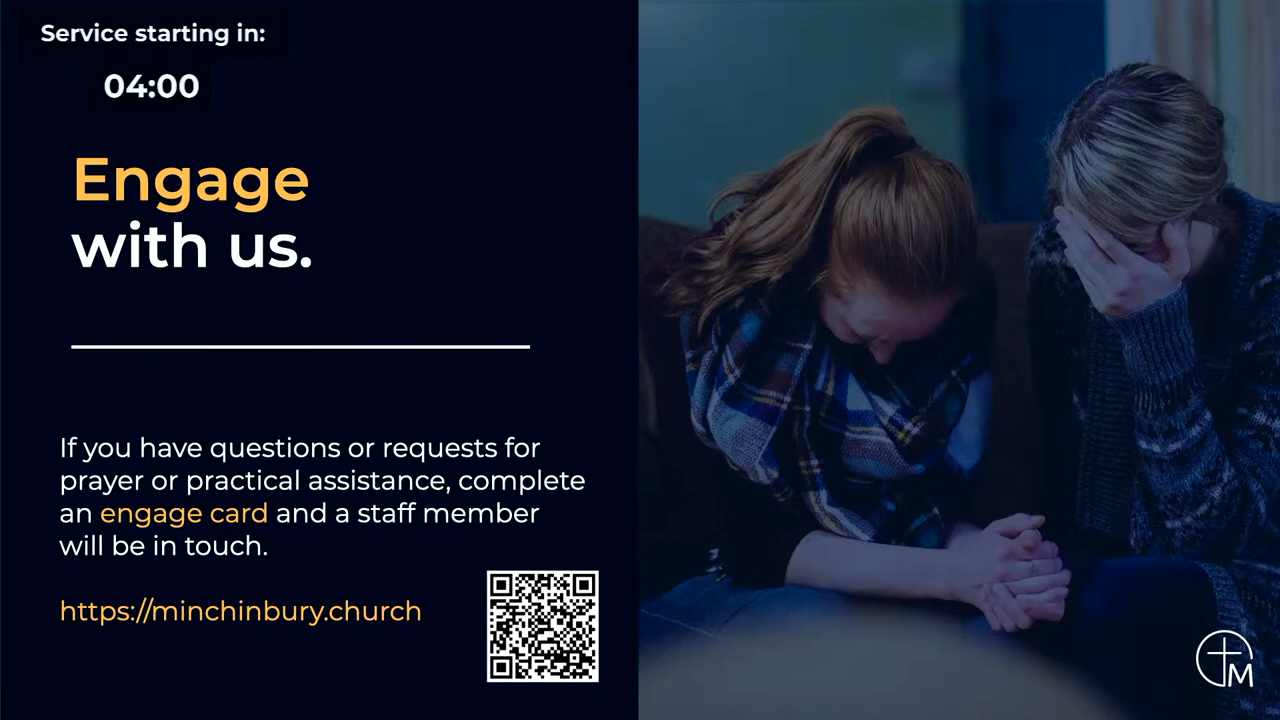 Service starting in:
04:00
Engage
with us.
If you have questions or requests for
prayer or practical assistance, complete
an engage card and a staff member
will be in touch.
https://minchinbury.church
M